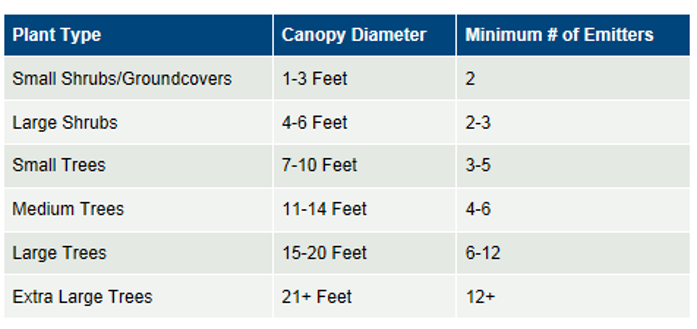 Plant Type Canopy Diameter Minimum # of Emitters
Small Shrubs/Groundcovers 1-3 Feet 2
Large Shrubs 4-6 Feet 2-3
Small Trees 7-10 Feet 3-5
Medium Trees 11-14 Feet 4-6
Large Trees 15-20 Feet 6-12
Extra Large Trees 21+ Feet 12+